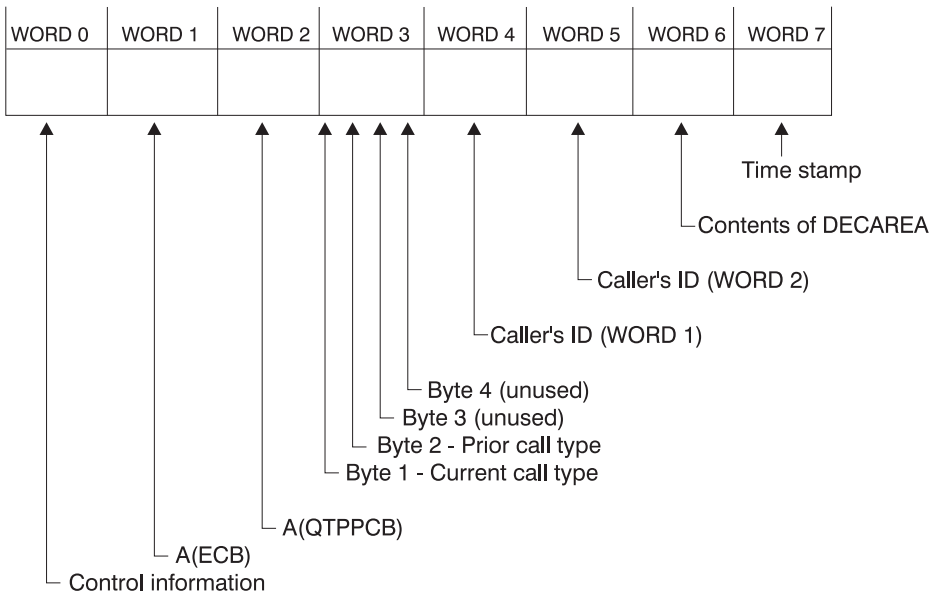 WORD 0 WORD 1 WORD 2 WORD 3 WORD 4 WORD 5 WORD 6 WORD 7
Time stamp
Contents of DECAREA
Caller's ID (WORD 2)
Caller's ID (WORD 1)
Byte 4 (unused)
Byte 3 (unused)
Byte 2 - Prior call type
Byte 1 - Current call type
A(QTPPCB)
A(ECB)
Control information